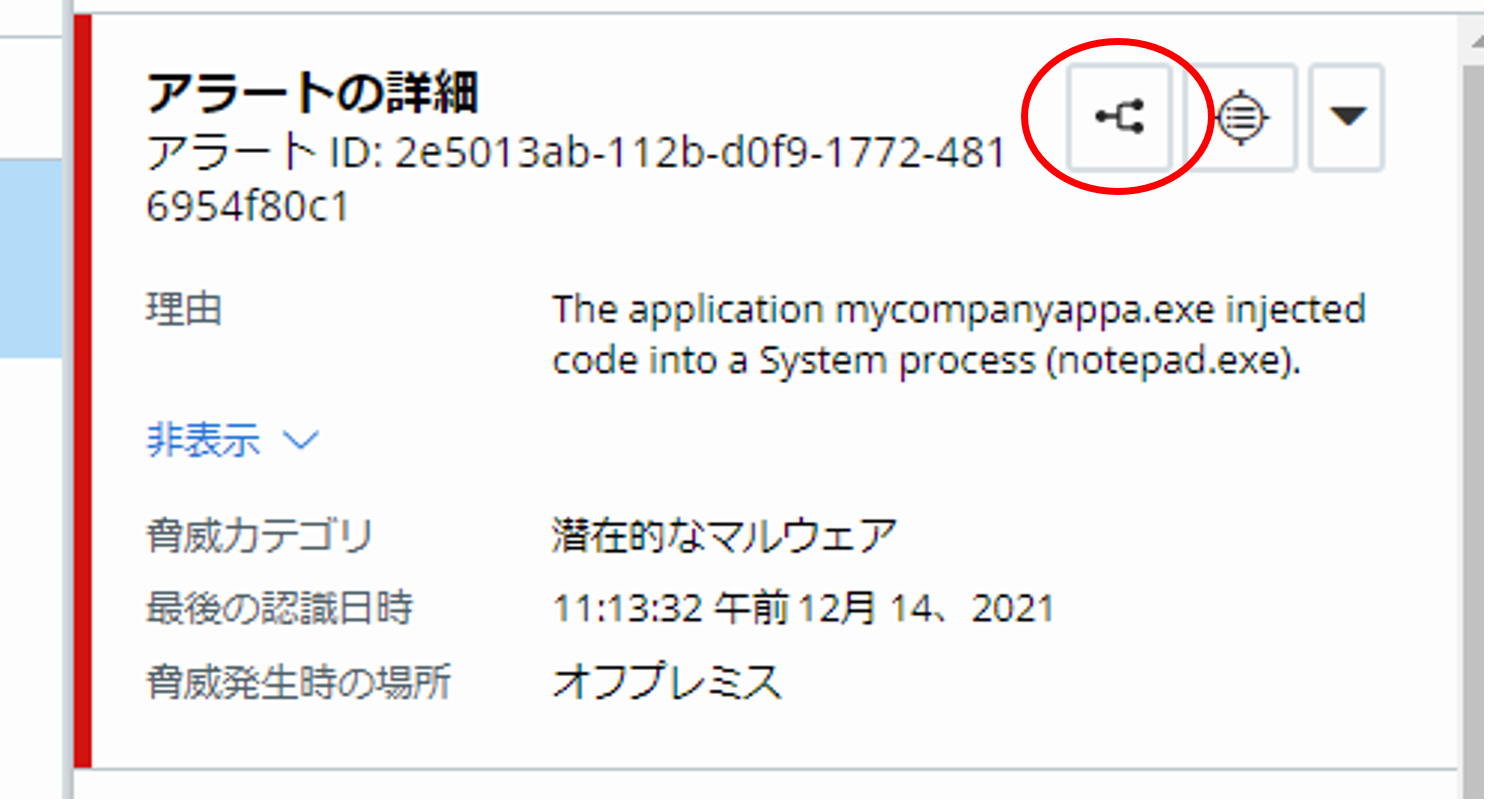 アラートの詳細
アラート ID: 2e5013ab-112b-d0f9-1772-481
6954f80c1
理由 The application mycompanyappa.exe injected
code into a System process (notepad.exe).
非表示
脅威カテゴリ 潜在的なマルウェア
最後の認識日時 11:13:32 午前 12月 14、2021
脅威発生時の場所 オフプレミス